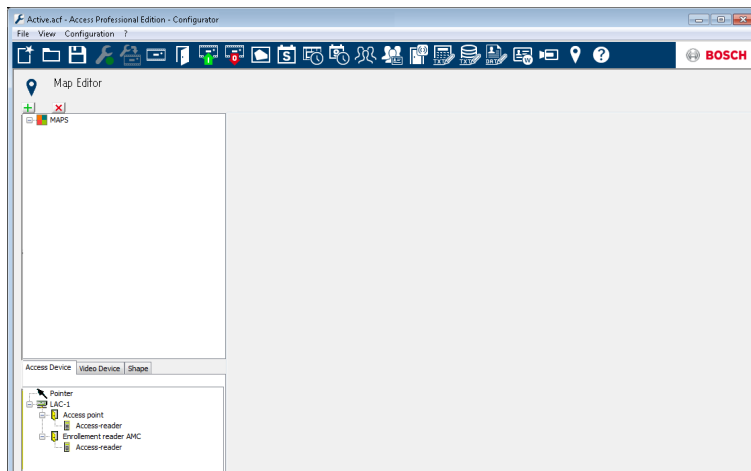 Active.acf - Access Professional Edition - Configurator
File View Configuration ?
BOSCH
Map Editor
MAPS
Access Device Video Device Shape
Pointer
LAC-1
Access point
Access-reader
Enrollement reader AMC
Access-reader